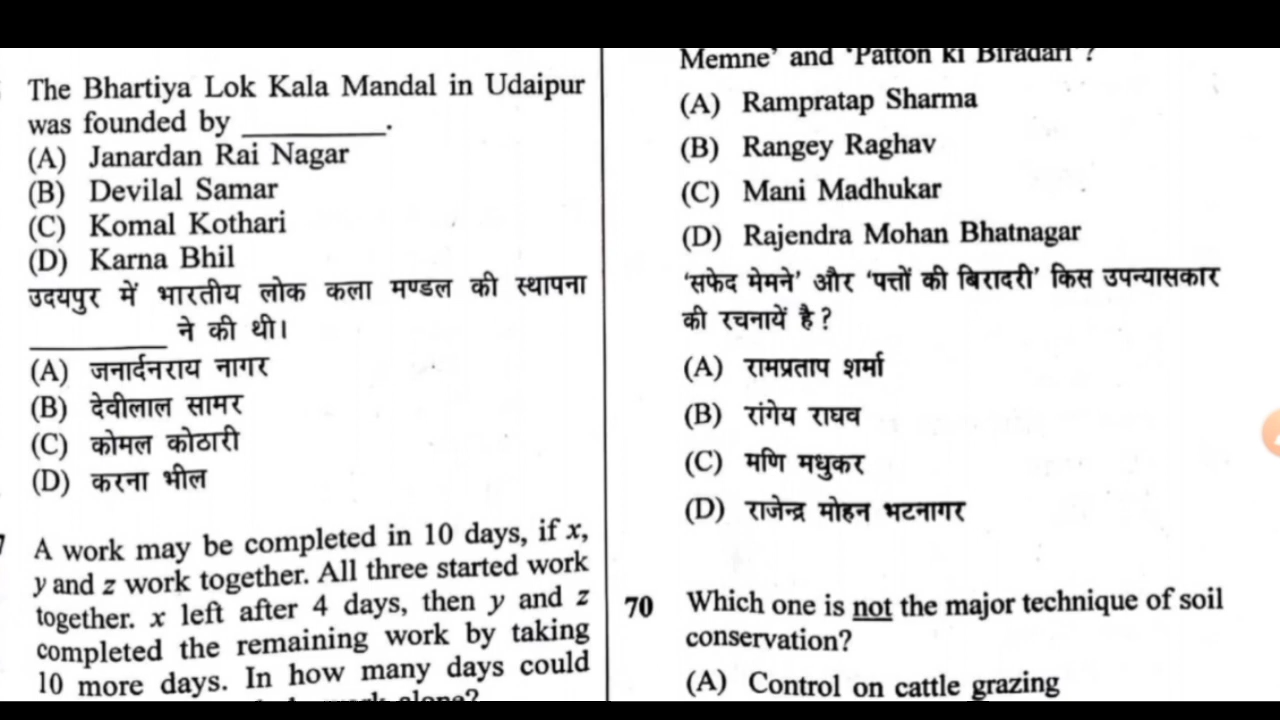 The Bhartiya Lok Kala Mandal in Udaipur
was founded by __________.
(A) Janardan Rai Nagar
(B) Devilal Samar
(C) Komal Kothari
(D) Karna Bhil
उदयपुर में भारतीय लोक कला मण्डल की स्थापना
__________ ने की थी।
(A) जनार्दनराय नागर
(B) देवीलाल सामर
(C) कोमल कोठारी
(D) करना भील
A work may be completed in 10 days, if x,
y and z work together. All three started work
together. x left after 4 days, then y and z
completed the remaining work by taking
10 more days. In how many days could
alone?
Memne' and 'Patton ki Biradari'?
(A) Rampratap Sharma
(B) Rangey Raghav
(C) Mani Madhukar
(D) Rajendra Mohan Bhatnagar
'सफेद मेमने' और 'पत्तों की बिरादरी' किस उपन्यासकार
की रचनायें है?
(A) रामप्रताप शर्मा
(B) रांगेय राघव
(C) मणि मधुकर
(D) राजेन्द्र मोहन भटनागर
70 Which one is not the major technique of soil
conservation?
(A) Control on cattle grazing